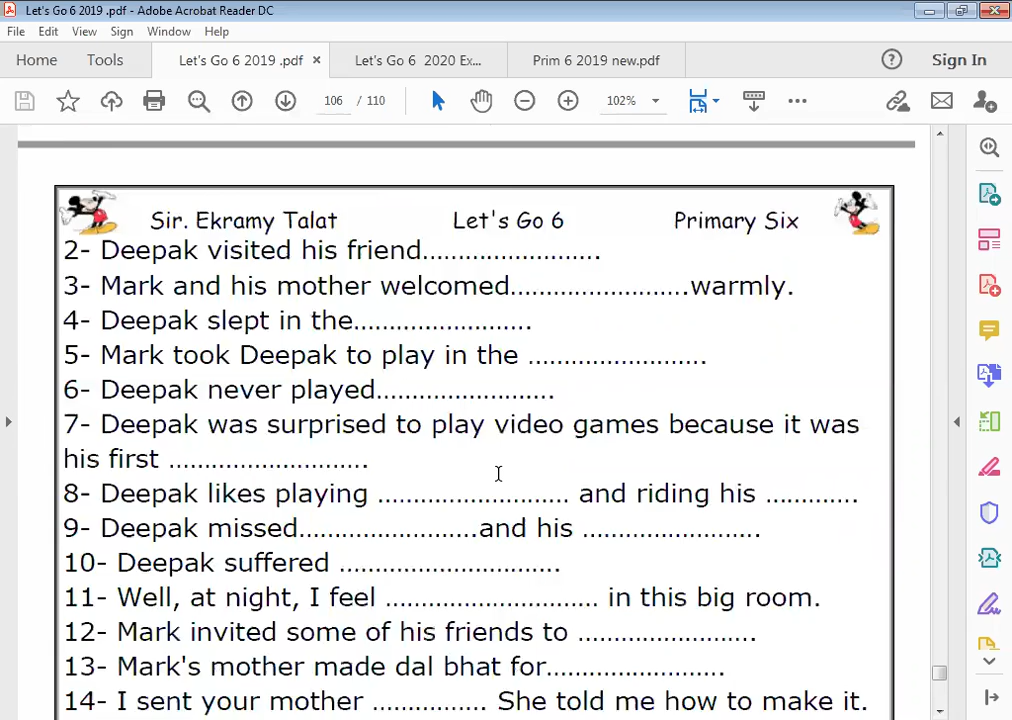 Let's Go 6 2019 .pdf - Adobe Acrobat Reader DC
File Edit View Sign Window Help
Home Tools Let's Go 6 2019 .pdf × Let's Go 6 2020 Ex... Prim 6 2019 new.pdf ? Sign In
106 / 110 102%
Sir. Ekramy Talat Let's Go 6 Primary Six
2- Deepak visited his friend.........................
3- Mark and his mother welcomed.........................warmly.
4- Deepak slept in the.........................
5- Mark took Deepak to play in the .........................
6- Deepak never played.........................
7- Deepak was surprised to play video games because it was
his first ............................
8- Deepak likes playing ........................... and riding his .............
9- Deepak missed.........................and his .........................
10- Deepak suffered ...............................
11- Well, at night, I feel .............................. in this big room.
12- Mark invited some of his friends to .........................
13- Mark's mother made dal bhat for.........................
14- I sent your mother ................ She told me how to make it.